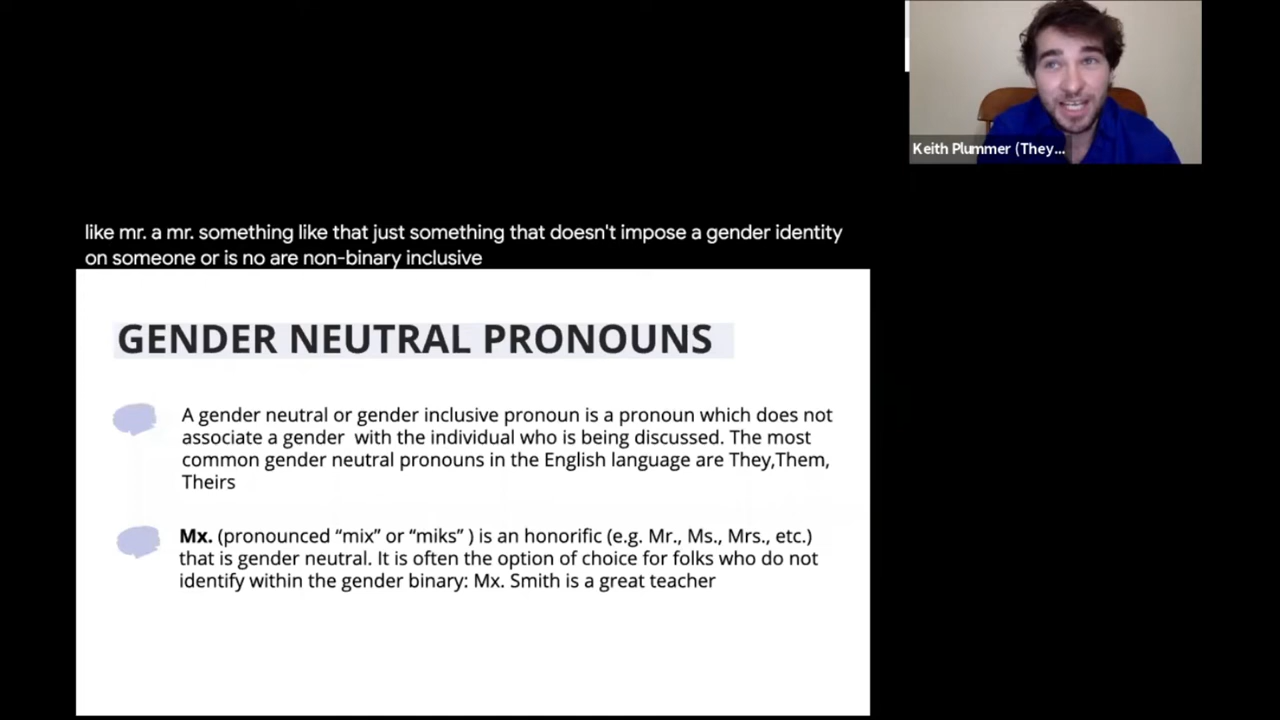 Keith Plummer (They...
like mr. a mr. something like that just something that doesn't impose a gender identity
on someone or is no are non-binary inclusive
GENDER NEUTRAL PRONOUNS
A gender neutral or gender inclusive pronoun is a pronoun which does not
associate a gender  with the individual who is being discussed. The most
common gender neutral pronouns in the English language are They,Them,
Theirs
Mx. (pronounced “mix” or “miks” ) is an honorific (e.g. Mr., Ms., Mrs., etc.)
that is gender neutral. It is often the option of choice for folks who do not
identify within the gender binary: Mx. Smith is a great teacher